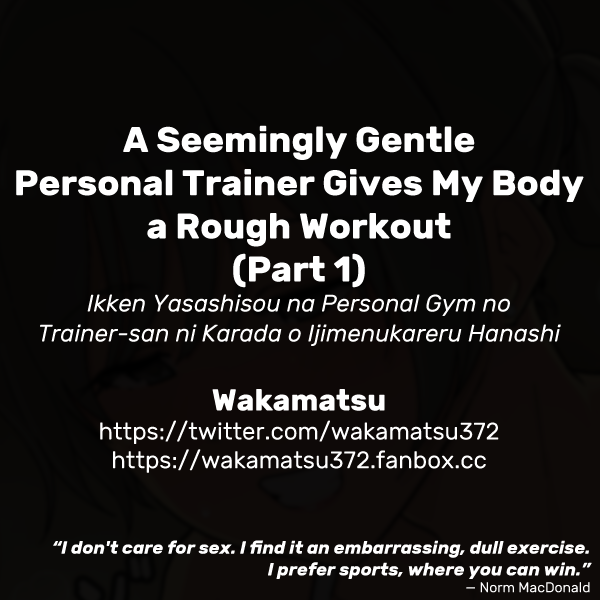 A Seemingly Gentle
Personal Trainer Gives My Body
a Rough Workout
(Part 1)
Ikken Yasashisou na Personal Gym no
Trainer-san ni Karada o Ijimenukareru Hanashi
Wakamatsu
https://twitter.com/wakamatsu372
https://wakamatsu372.fanbox.cc
“I don't care for sex. I find it an embarrassing, dull exercise.
I prefer sports, where you can win.”
— Norm MacDonald